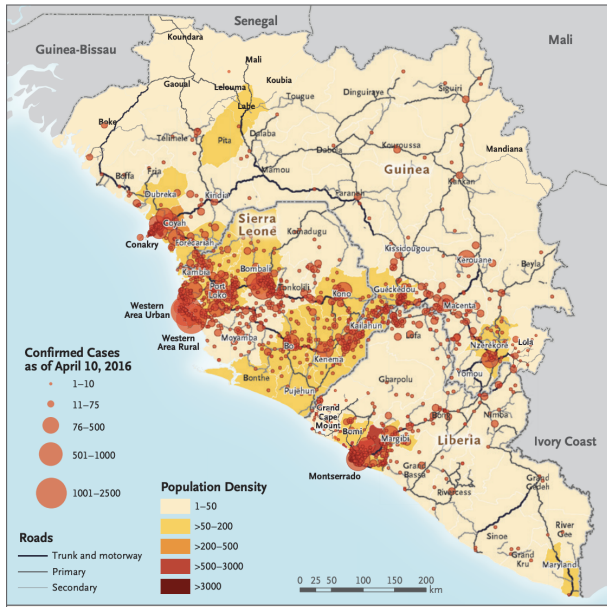 Senegal
Guinea-Bissau
Mali
Koundara
Mali
Gaoual
Lelouma
Koubia
Labe
Tougue
Dinguiraye
Siguiri
Boke
Telimele
Pita
Dalaba
Dabola
Kouroussa
Mandiana
Boffa
Fria
Mamou
Guinea
Dubreka
Kindia
Faranah
Kankan
Coyah
Conakry
Forecariah
Sierra
Leone
Koinadugu
Kissidougou
Kerouane
Beyla
Kambia
Bombali
Port
Loko
Tonkolili
Kono
Gueckedou
Macenta
Western
Area Urban
Western
Area Rural
Moyamba
Bo
Kailahun
Kenema
Lofa
Nzerekore
Lola
Yomou
Bonthe
Pujehun
Gbarpolu
Grand
Cape
Mount
Bomi
Bong
Nimba
Margibi
Liberia
Ivory Coast
Montserrado
Grand
Bassa
Rivercess
Grand
Gedeh
Sinoe
River
Gee
Grand
Kru
Maryland
Confirmed Cases
as of April 10, 2016
1–10
11–75
76–500
501–1000
1001–2500
Population Density
1–50
>50–200
>200–500
>500–3000
>3000
Roads
Trunk and motorway
Primary
Secondary
0 25 50 100 150 200
km